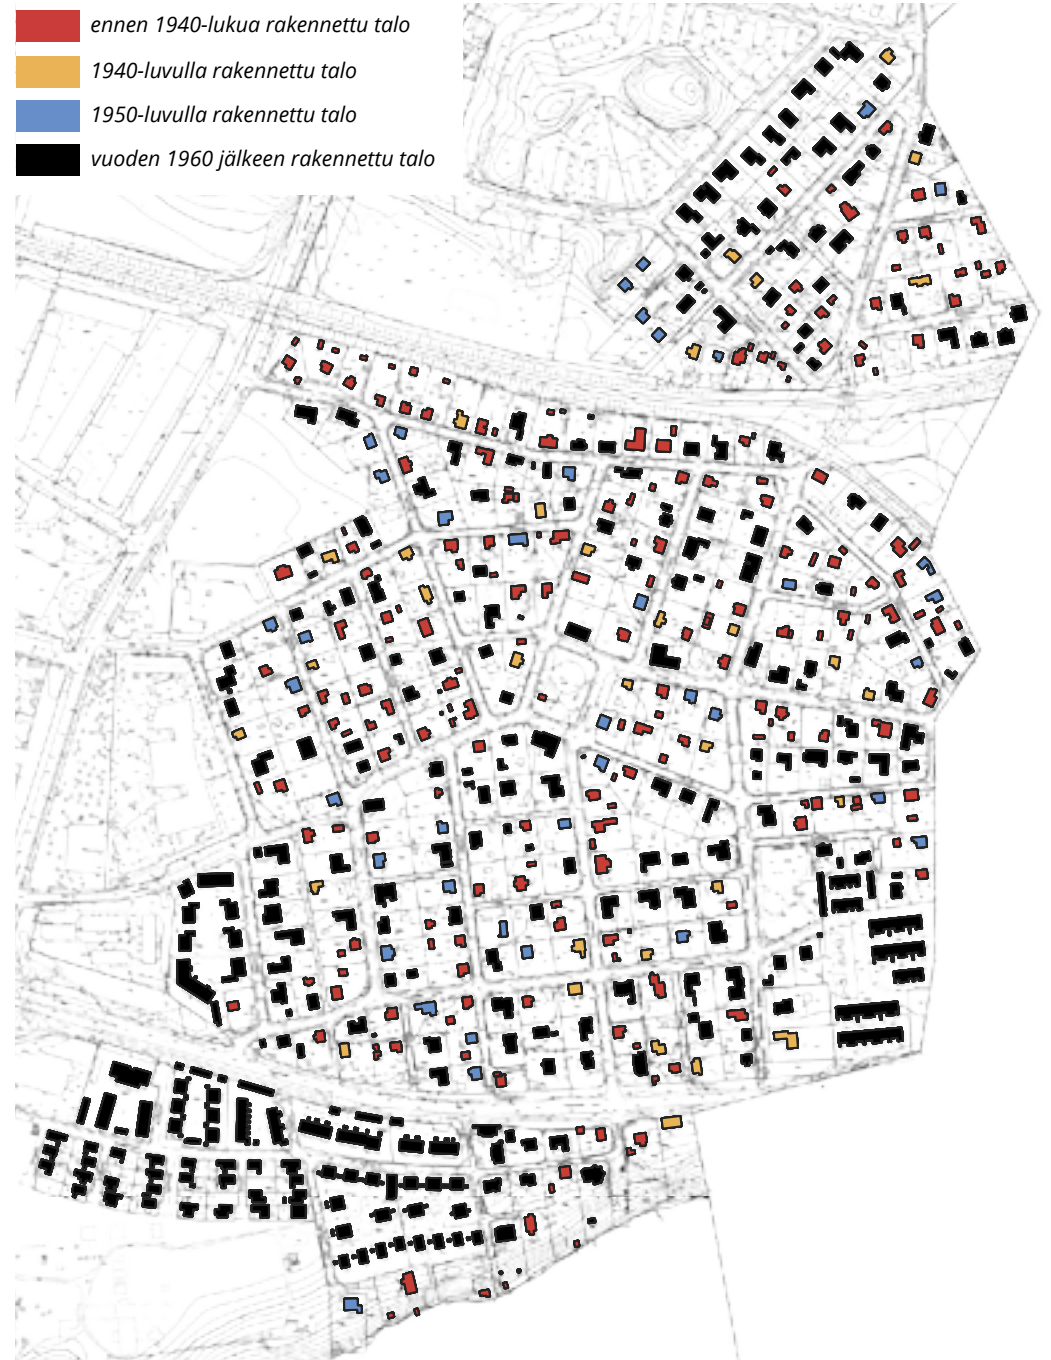 ennen 1940-lukua rakennettu talo
1940-luvulla rakennettu talo
1950-luvulla rakennettu talo
vuoden 1960 jälkeen rakennettu talo